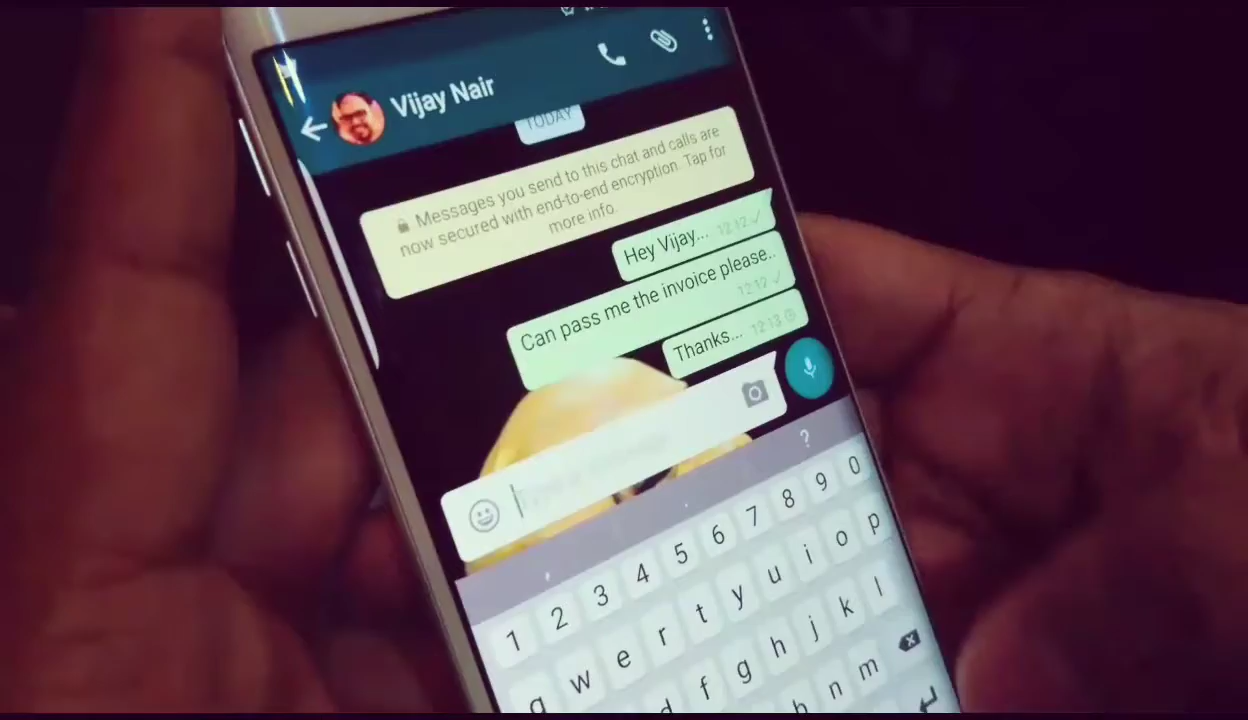 Vijay Nair
TODAY
Messages you send to this chat and calls are
now secured with end-to-end encryption. Tap for
more info.
Hey Vijay... 12:12
Can pass me the invoice please..
12:12
Thanks... 12:13
?
, .
1 2 3 4 5 6 7 8 9 0
q w e r t y u i o p
d f g h j k l
b n m